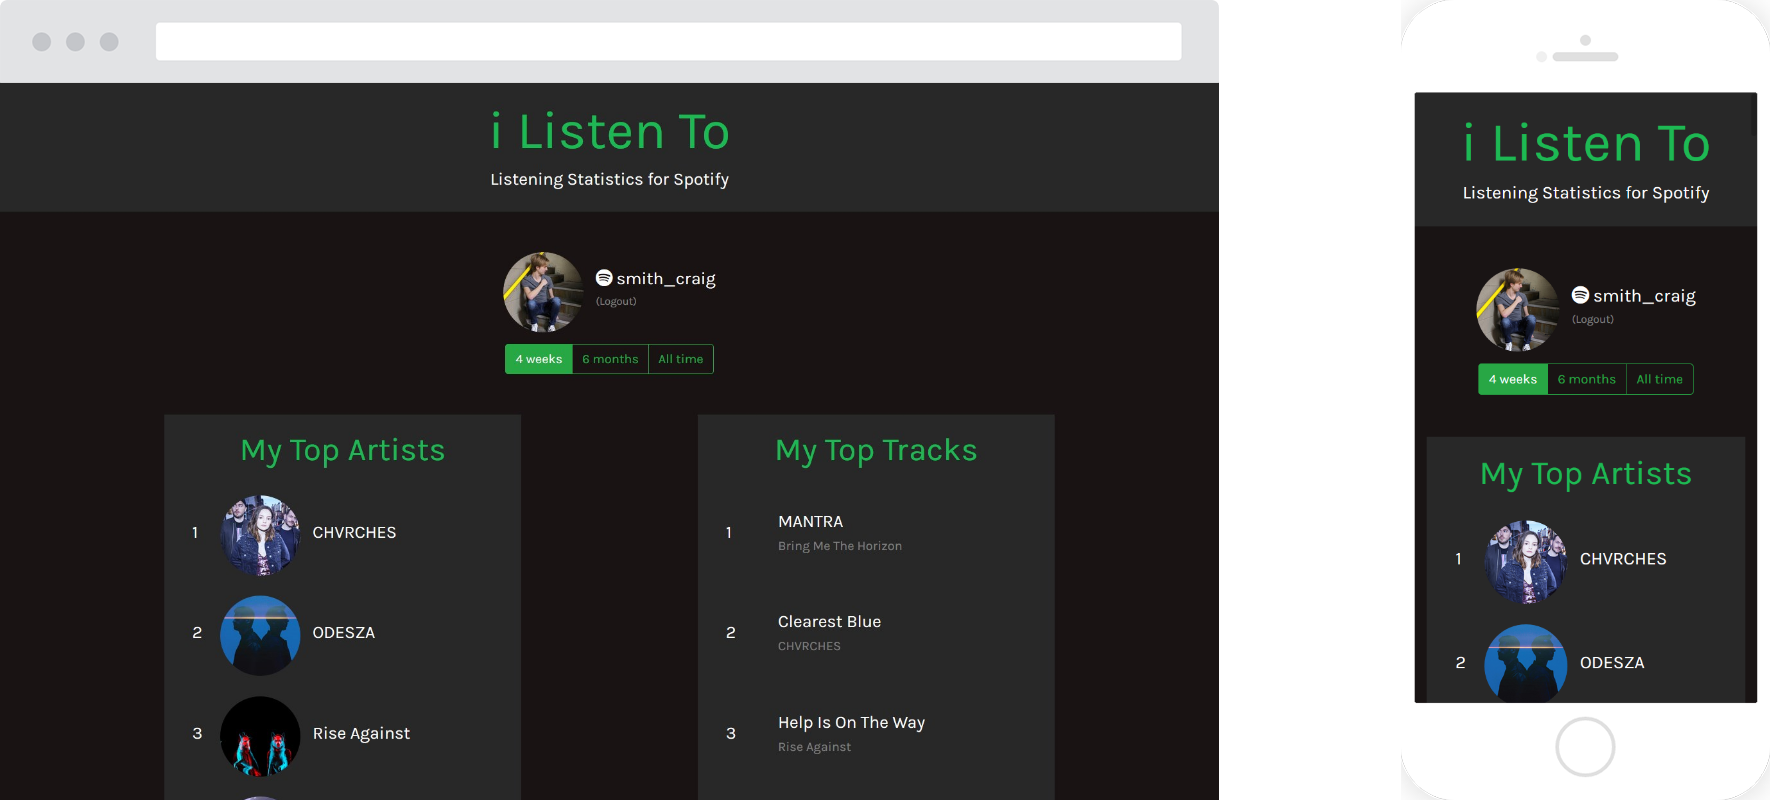 i Listen To
Listening Statistics for Spotify
smith_craig
(Logout)
4 weeks 6 months All time
My Top Artists
1 CHVRCHES
2 ODESZA
3 Rise Against
My Top Tracks
1 MANTRA
Bring Me The Horizon
2 Clearest Blue
CHVRCHES
3 Help Is On The Way
Rise Against
i Listen To
Listening Statistics for Spotify
smith_craig
(Logout)
4 weeks 6 months All time
My Top Artists
1 CHVRCHES
2 ODESZA